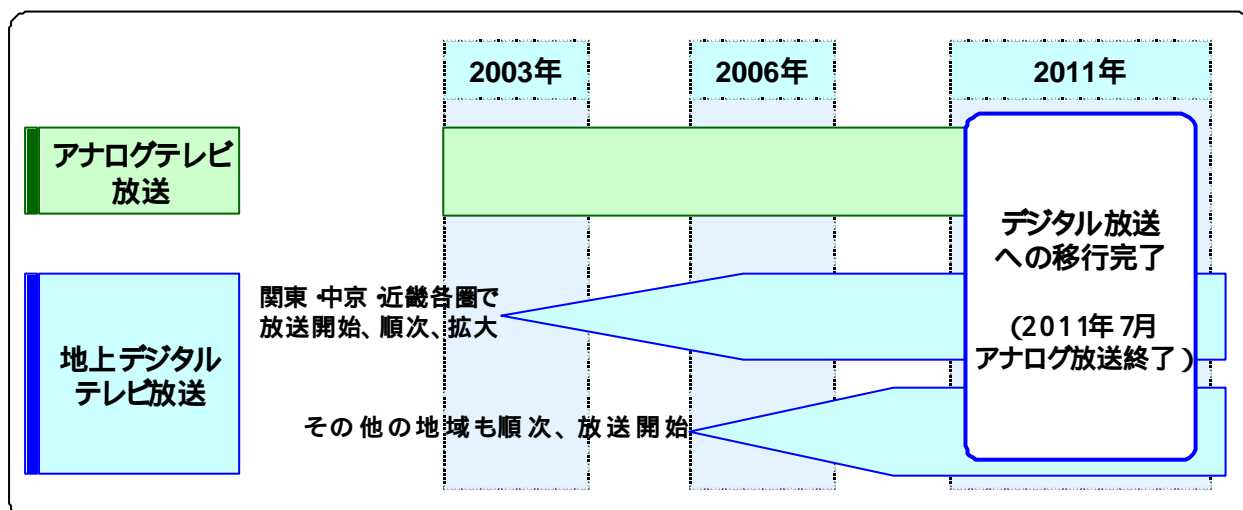 2003年
2006年
2011年
アナログテレビ
放送
デジタル放送
への移行完了
(2011年7月
アナログ放送終了)
関東・中京・近畿各圏で
放送開始、順次、拡大
地上デジタル
テレビ放送
その他の地域も順次、放送開始